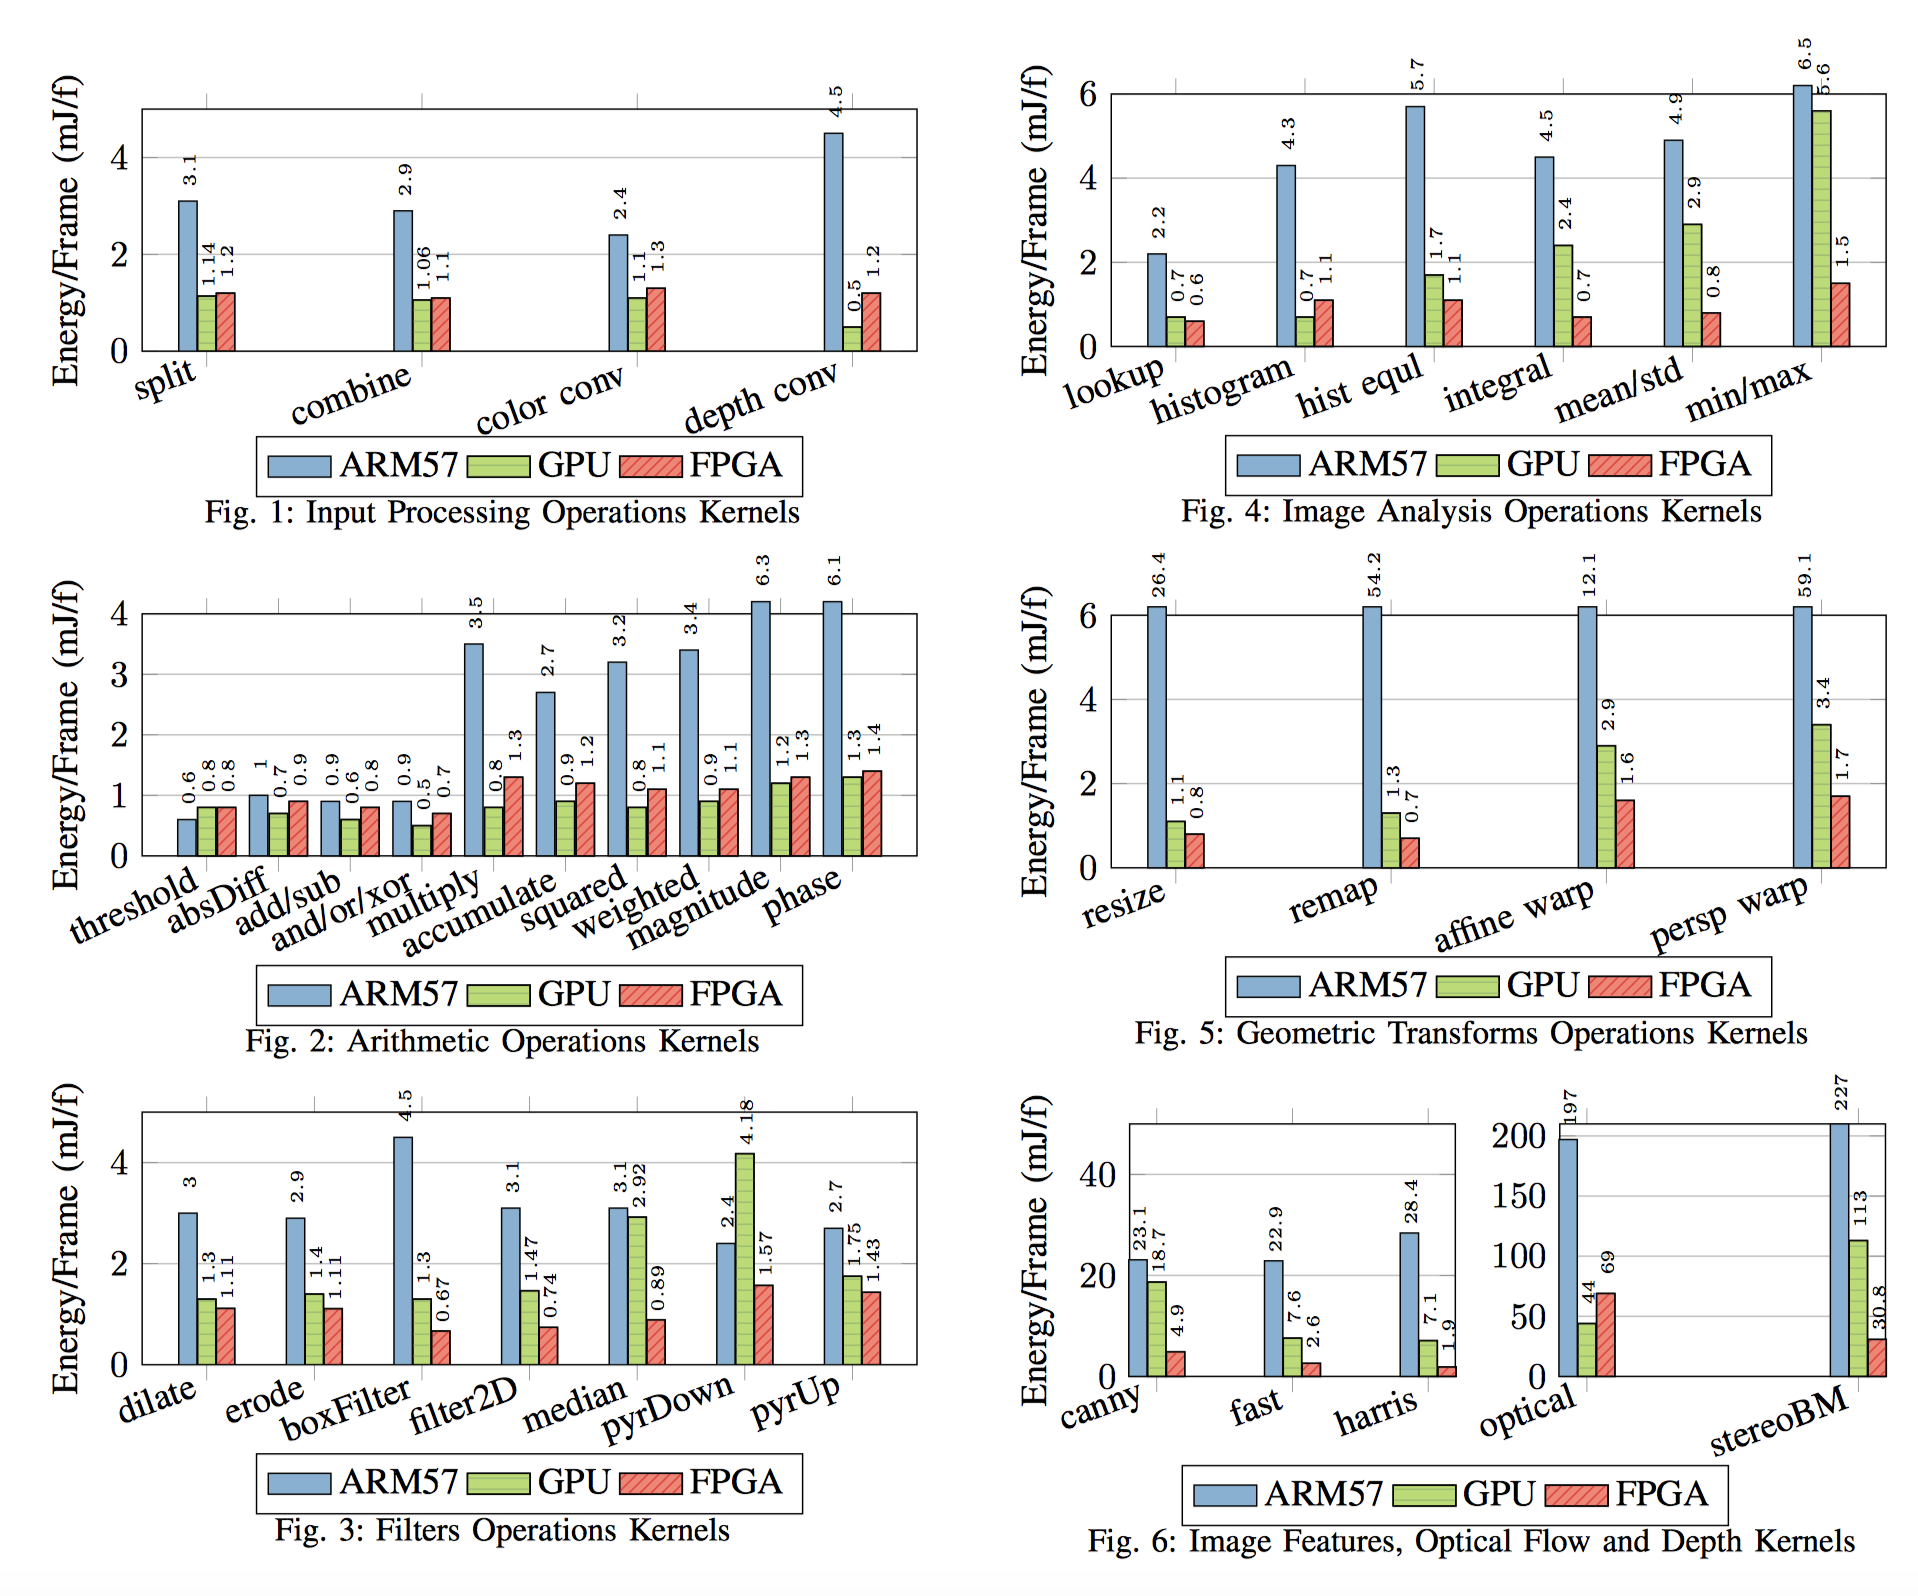 Energy/Frame (mJ/f)
4
2
0
3.1
1.14
1.2
2.9
1.06
1.1
2.4
1.1
1.3
4.5
0.5
1.2
split
combine
color conv
depth conv
ARM57 GPU FPGA
Fig. 1: Input Processing Operations Kernels
Energy/Frame (mJ/f)
4
3
2
1
0
0.6
0.8
0.8
1
0.7
0.9
0.9
0.6
0.8
0.9
0.5
0.7
3.5
0.8
1.3
2.7
0.9
1.2
3.2
0.8
1.1
3.4
0.9
1.1
6.3
1.2
1.3
6.1
1.3
1.4
threshold
absDiff
add/sub
and/or/xor
multiply
accumulate
squared
weighted
magnitude
phase
ARM57 GPU FPGA
Fig. 2: Arithmetic Operations Kernels
Energy/Frame (mJ/f)
4
2
0
3
1.3
1.11
2.9
1.4
1.11
4.5
1.3
0.67
3.1
1.47
0.74
3.1
2.92
0.89
2.4
4.18
1.57
2.7
1.75
1.43
dilate
erode
boxFilter
filter2D
median
pyrDown
pyrUp
ARM57 GPU FPGA
Fig. 3: Filters Operations Kernels
Energy/Frame (mJ/f)
6
4
2
0
2.2
0.7
0.6
4.3
0.7
1.1
5.7
1.7
1.1
4.5
2.4
0.7
4.9
2.9
0.8
6.5
5.6
1.5
lookup
histogram
hist equl
integral
mean/std
min/max
ARM57 GPU FPGA
Fig. 4: Image Analysis Operations Kernels
Energy/Frame (mJ/f)
6
4
2
0
26.4
1.1
0.8
54.2
1.3
0.7
12.1
2.9
1.6
59.1
3.4
1.7
resize
remap
affine warp
persp warp
ARM57 GPU FPGA
Fig. 5: Geometric Transforms Operations Kernels
Energy/Frame (mJ/f)
40
20
0
23.1
18.7
4.9
22.9
7.6
2.6
28.4
7.1
1.9
canny
fast
harris
200
150
100
50
0
197
44
69
227
113
30.8
optical
stereoBM
ARM57 GPU FPGA
Fig. 6: Image Features, Optical Flow and Depth Kernels